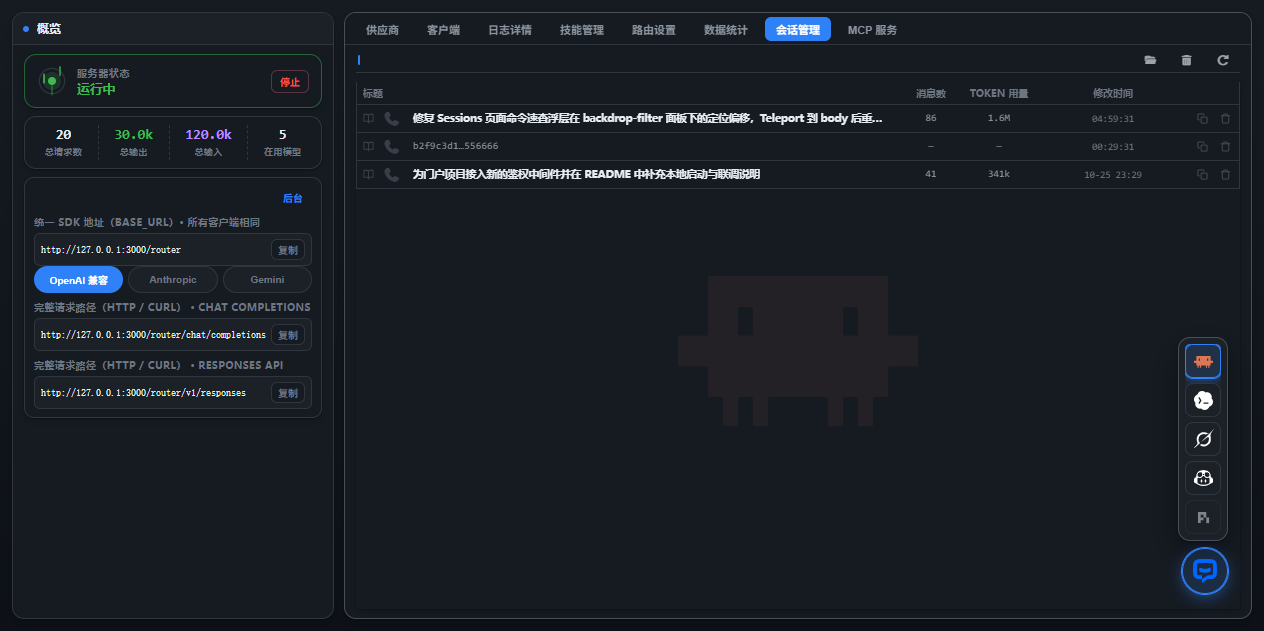 概览
服务器状态
运行中
停止
20 30.0k 120.0k 5
总请求数 总输出 总输入 在用模型
后台
统一 SDK 地址（BASE_URL）• 所有客户端相同
http://127.0.0.1:3000/router 复制
OpenAI 兼容 Anthropic Gemini
完整请求路径（HTTP / CURL） • CHAT COMPLETIONS
http://127.0.0.1:3000/router/chat/completions 复制
完整请求路径（HTTP / CURL） • RESPONSES API
http://127.0.0.1:3000/router/v1/responses 复制
供应商 客户端 日志详情 技能管理 路由设置 数据统计 会话管理 MCP 服务
标题 消息数 TOKEN 用量 修改时间
修复 Sessions 页面命令速查浮层在 backdrop-filter 面板下的定位偏移，Teleport 到 body 后重... 86 1.6M 04:59:31
b2f9c3d1…556666 — — 00:29:31
为门户项目接入新的鉴权中间件并在 README 中补充本地启动与联调说明 41 341k 10-25 23:29